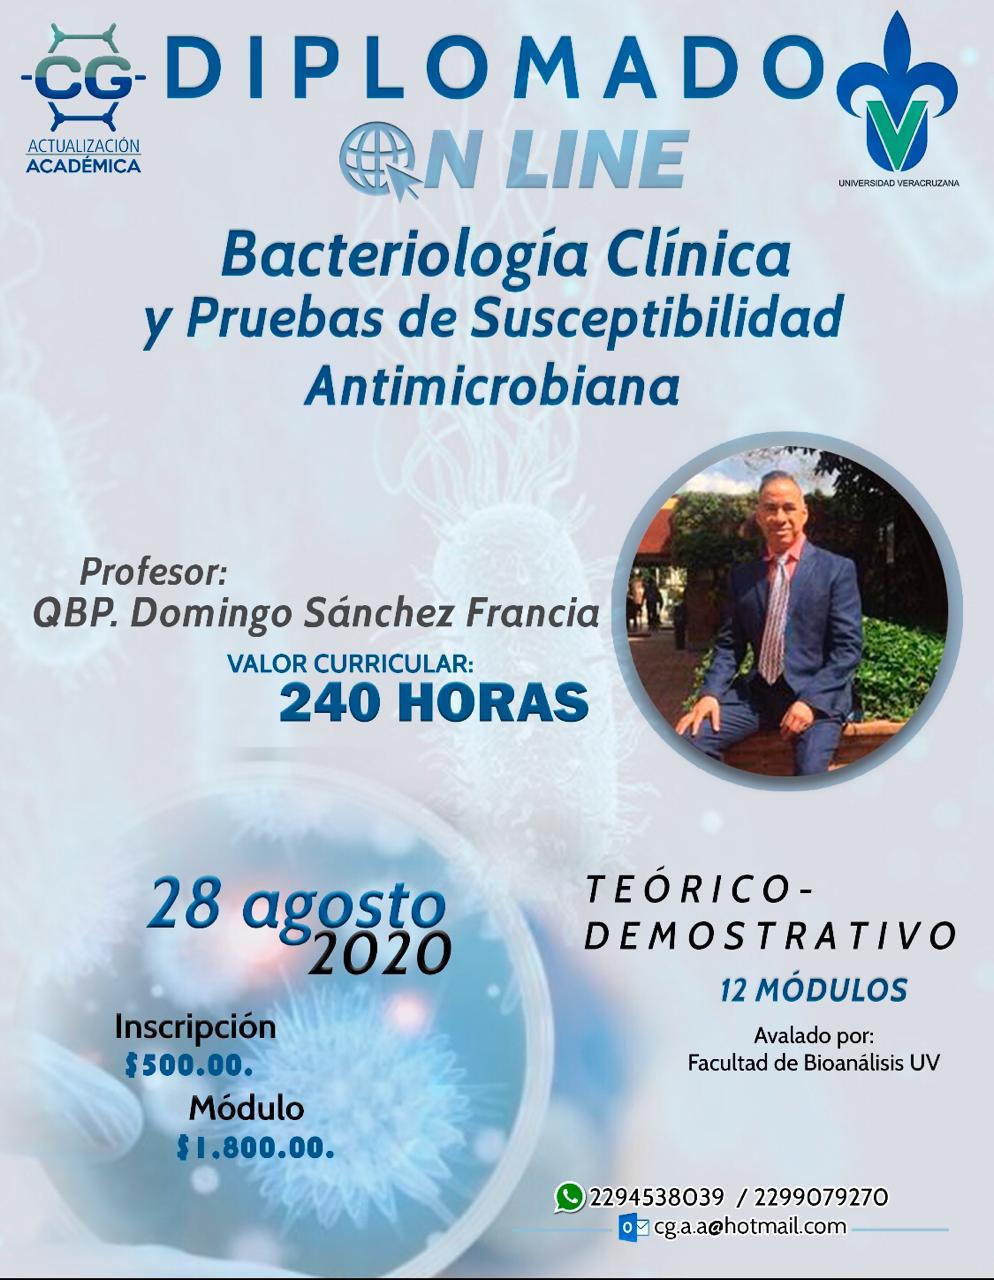 CG
ACTUALIZACIÓN
ACADÉMICA
DIPLOMADO
ON LINE
UNIVERSIDAD VERACRUZANA
Bacteriología Clínica
y Pruebas de Susceptibilidad
Antimicrobiana
Profesor:
QBP. Domingo Sánchez Francia
VALOR CURRICULAR:
240 HORAS
28 agosto
2020
Inscripción
$500.00.
Módulo
$1.800.00.
TEÓRICO-
DEMOSTRATIVO
12 MÓDULOS
Avalado por:
Facultad de Bioanálisis UV
2294538039 / 2299079270
cg.a.a@hotmail.com